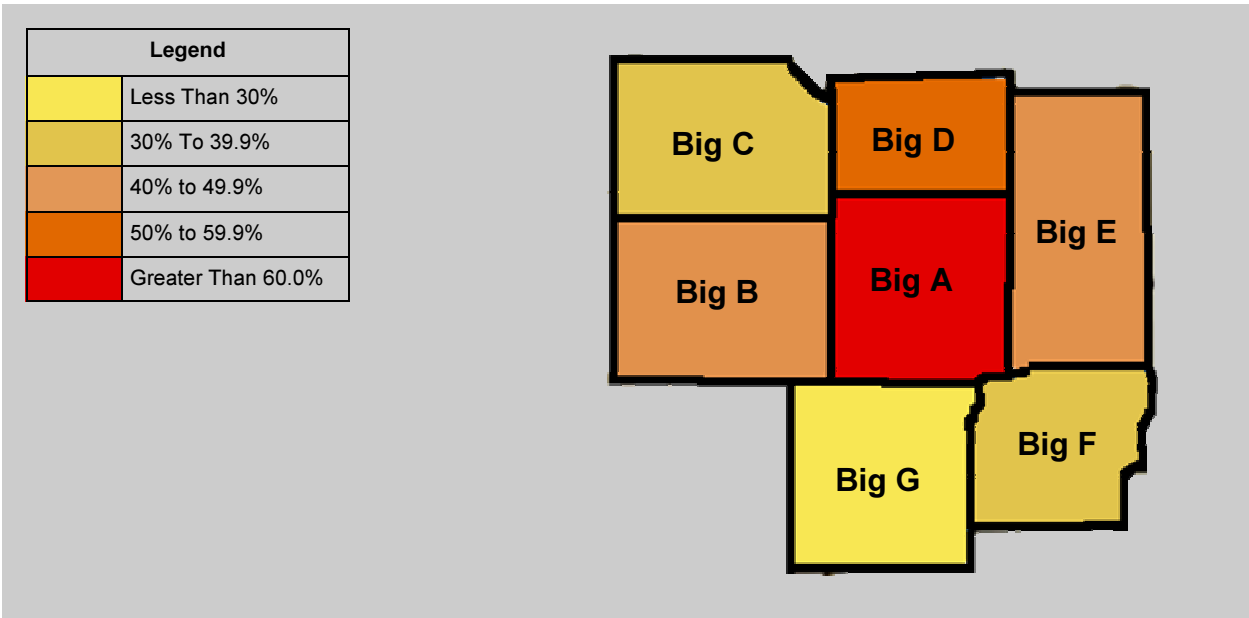 Legend
Less Than 30%
30% To 39.9%
40% to 49.9%
50% to 59.9%
Greater Than 60.0%
Big C
Big D
Big E
Big B
Big A
Big F
Big G